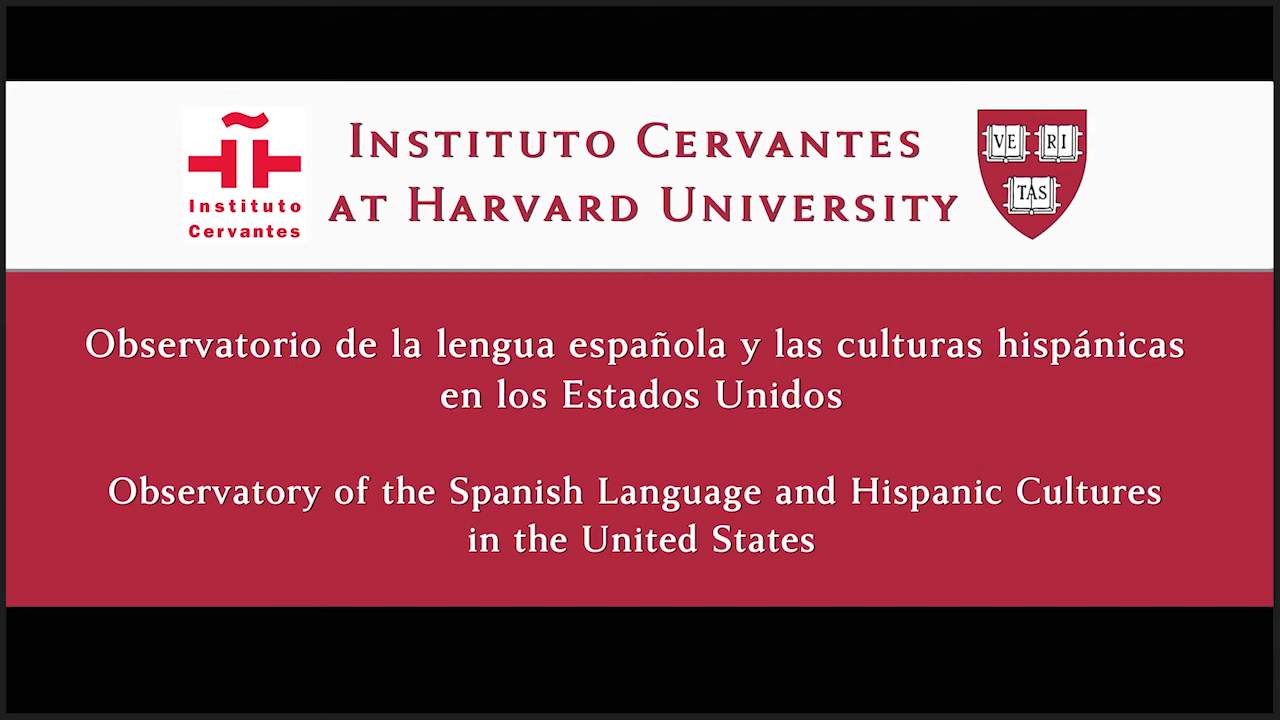 Instituto
Cervantes
INSTITUTO CERVANTES
AT HARVARD UNIVERSITY
VE RI
TAS
Observatorio de la lengua española y las culturas hispánicas
en los Estados Unidos
Observatory of the Spanish Language and Hispanic Cultures
in the United States